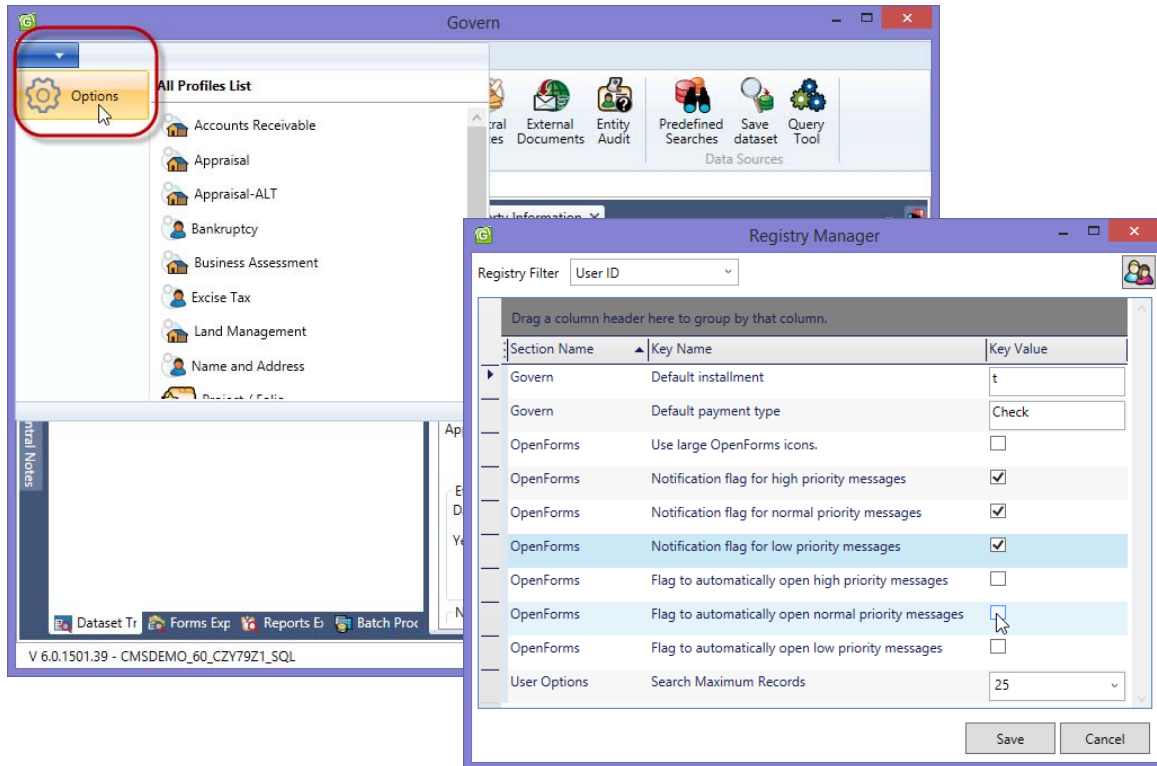 Govern
Options
All Profiles List
Accounts Receivable
Appraisal
Appraisal-ALT
Bankruptcy
Business Assessment
Excise Tax
Land Management
Name and Address
Project / Folio
External Documents
Entity Audit
Predefined Searches
Save dataset
Query Tool
Data Sources
Information
Notes
Dataset Tr
Forms Exp
Reports E
Batch Proc
V 6.0.1501.39 - CMSDEMO_60_CZY79Z1_SQL
Registry Manager
Registry Filter User ID
Drag a column header here to group by that column.
Section Name Key Name Key Value
Govern Default installment t
Govern Default payment type Check
OpenForms Use large OpenForms icons.
OpenForms Notification flag for high priority messages
OpenForms Notification flag for normal priority messages
OpenForms Notification flag for low priority messages
OpenForms Flag to automatically open high priority messages
OpenForms Flag to automatically open normal priority messages
OpenForms Flag to automatically open low priority messages
User Options Search Maximum Records 25
Save Cancel